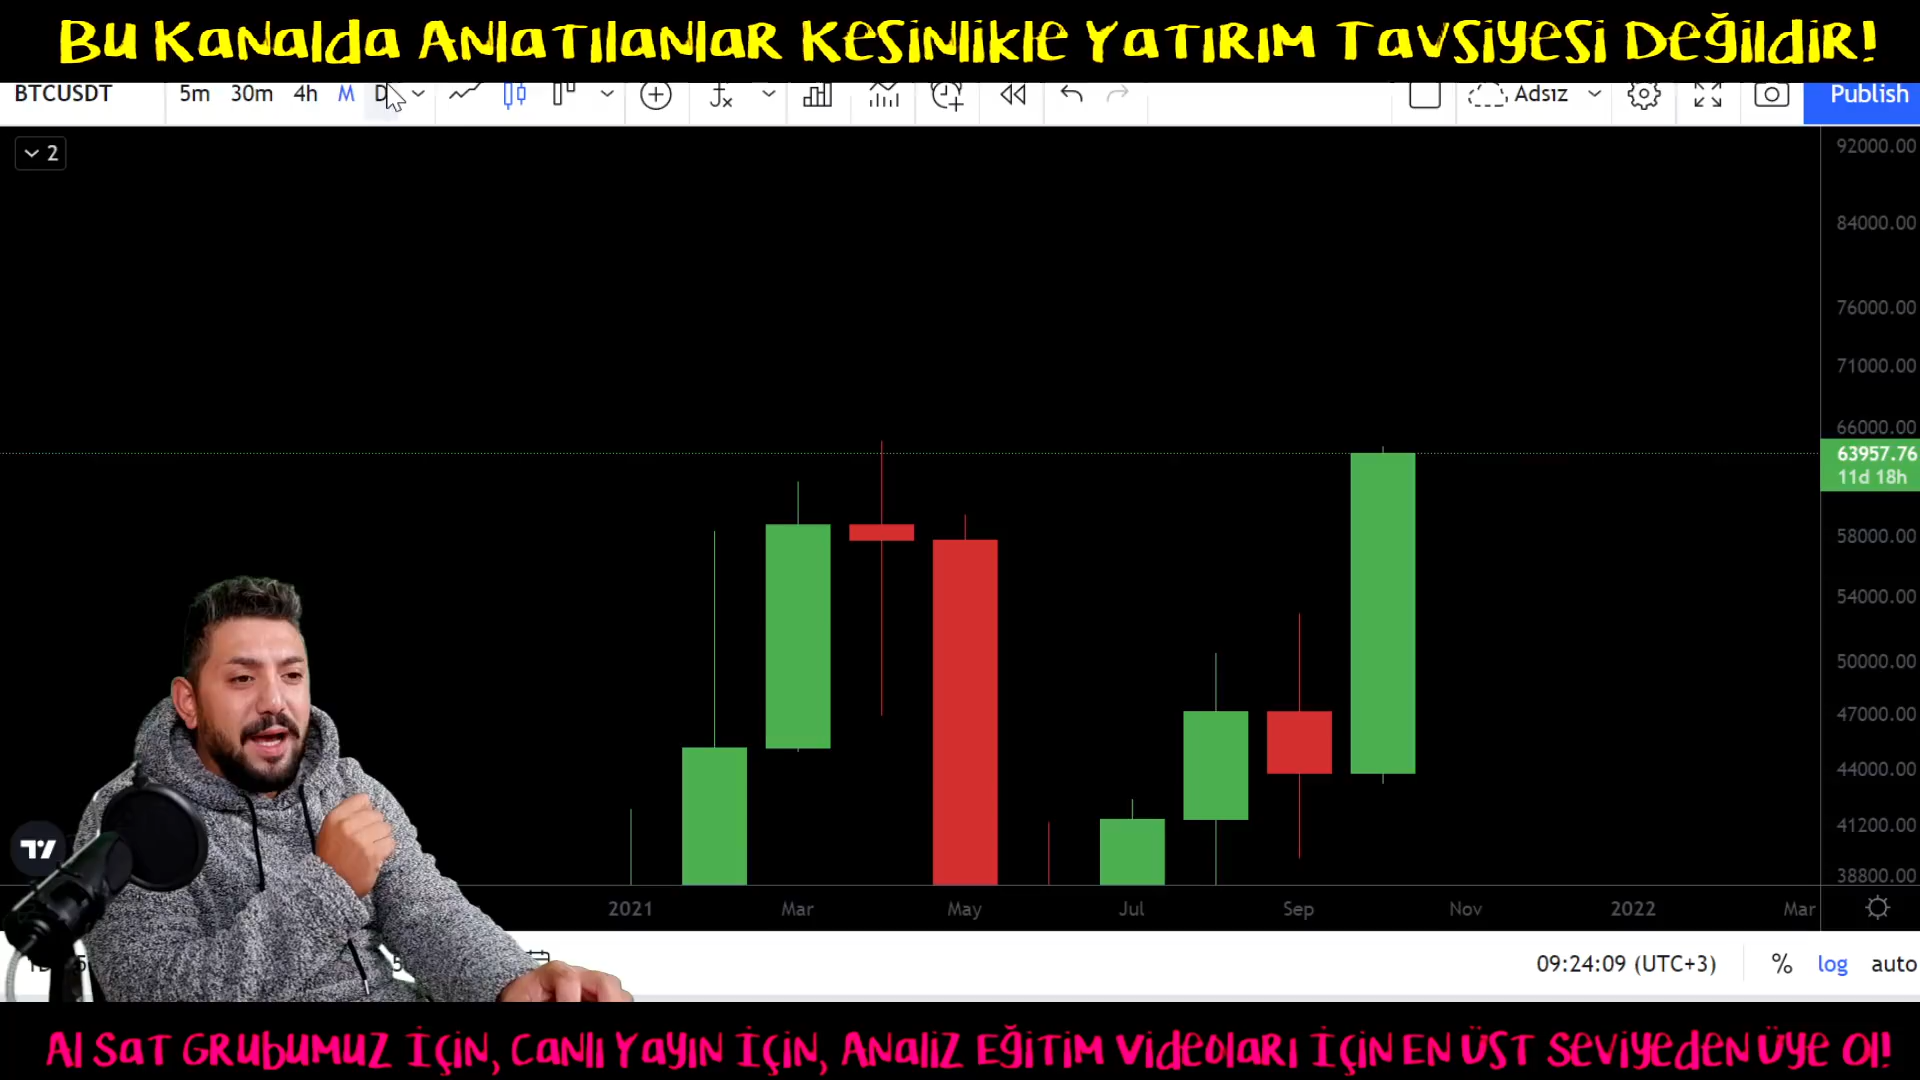 Bu Kanalda Anlatılanlar Kesinlikle Yatırım Tavsiyesi Değildir!
BTCUSDT 5m 30m 4h M D Adsız Publish
2
92000.00
84000.00
76000.00
71000.00
66000.00
63957.76
11d 18h
58000.00
54000.00
50000.00
47000.00
44000.00
41200.00
38800.00
2021 Mar May Jul Sep Nov 2022 Mar
09:24:09 (UTC+3) % log auto
Al Sat Grubumuz İçin, Canlı Yayın İçin, Analiz Eğitim Videoları İçin En Üst Seviyeden Üye Ol!